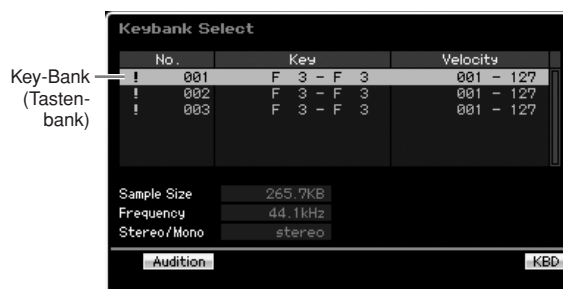 Keybank Select
No. Key Velocity
! 001 F 3 – F 3 001 – 127
! 002 F 3 – F 3 001 – 127
! 003 F 3 – F 3 001 – 127
Key-Bank
(Tasten-
bank)
Sample Size 265.7KB
Frequency 44.1kHz
Stereo/Mono stereo
Audition KBD